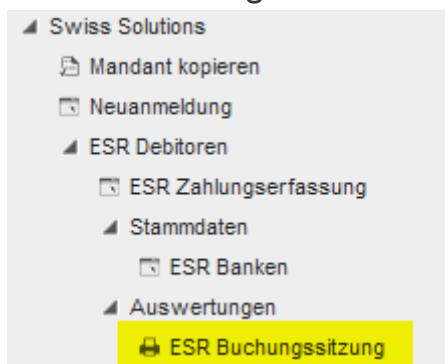 Swiss Solutions
Mandant kopieren
Neuanmeldung
ESR Debitoren
ESR Zahlungserfassung
Stammdaten
ESR Banken
Auswertungen
ESR Buchungssitzung